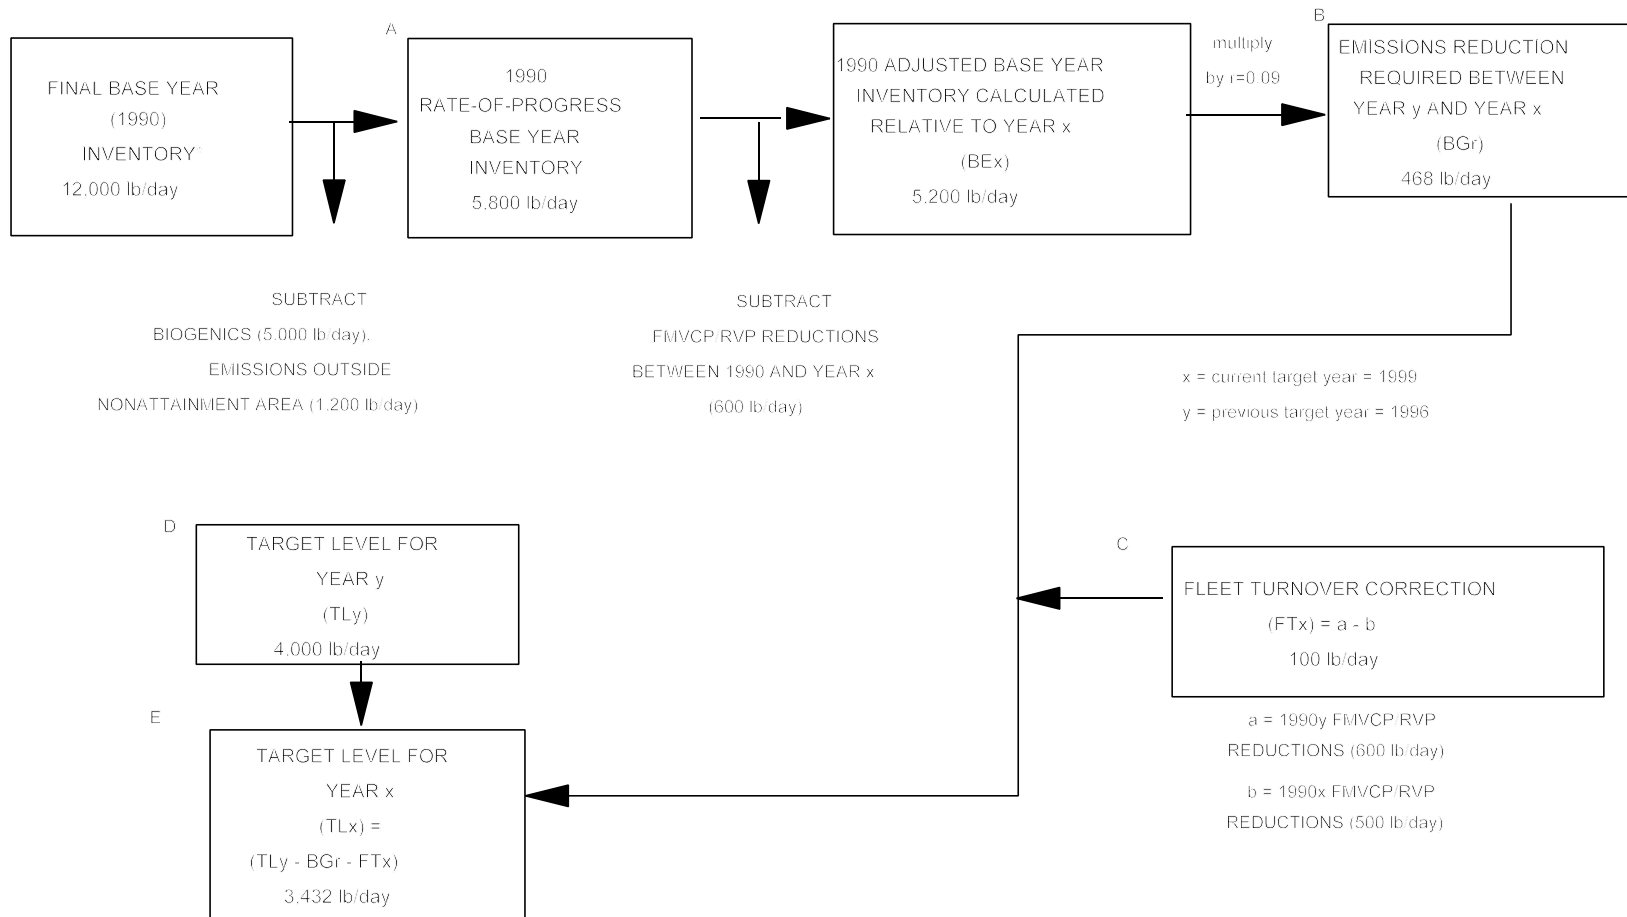 A
FINAL BASE YEAR
(1990)
INVENTORY*
12,000 lb/day
1990
RATE-OF-PROGRESS
BASE YEAR
INVENTORY
5,800 lb/day
1990 ADJUSTED BASE YEAR
INVENTORY CALCULATED
RELATIVE TO YEAR x
(BEx)
5,200 lb/day
multiply
by r=0.09
B
EMISSIONS REDUCTION
REQUIRED BETWEEN
YEAR y AND YEAR x
(BGr)
468 lb/day
SUBTRACT
BIOGENICS (5,000 lb/day),
EMISSIONS OUTSIDE
NONATTAINMENT AREA (1,200 lb/day)
SUBTRACT
FMVCP/RVP REDUCTIONS
BETWEEN 1990 AND YEAR x
(600 lb/day)
x = current target year = 1999
y = previous target year = 1996
D
TARGET LEVEL FOR
YEAR y
(TLy)
4,000 lb/day
C
FLEET TURNOVER CORRECTION
(FTx) = a - b
100 lb/day
a = 1990y FMVCP/RVP
REDUCTIONS (600 lb/day)
b = 1990x FMVCP/RVP
REDUCTIONS (500 lb/day)
E
TARGET LEVEL FOR
YEAR x
(TLx) =
(TLy - BGr - FTx)
3,432 lb/day